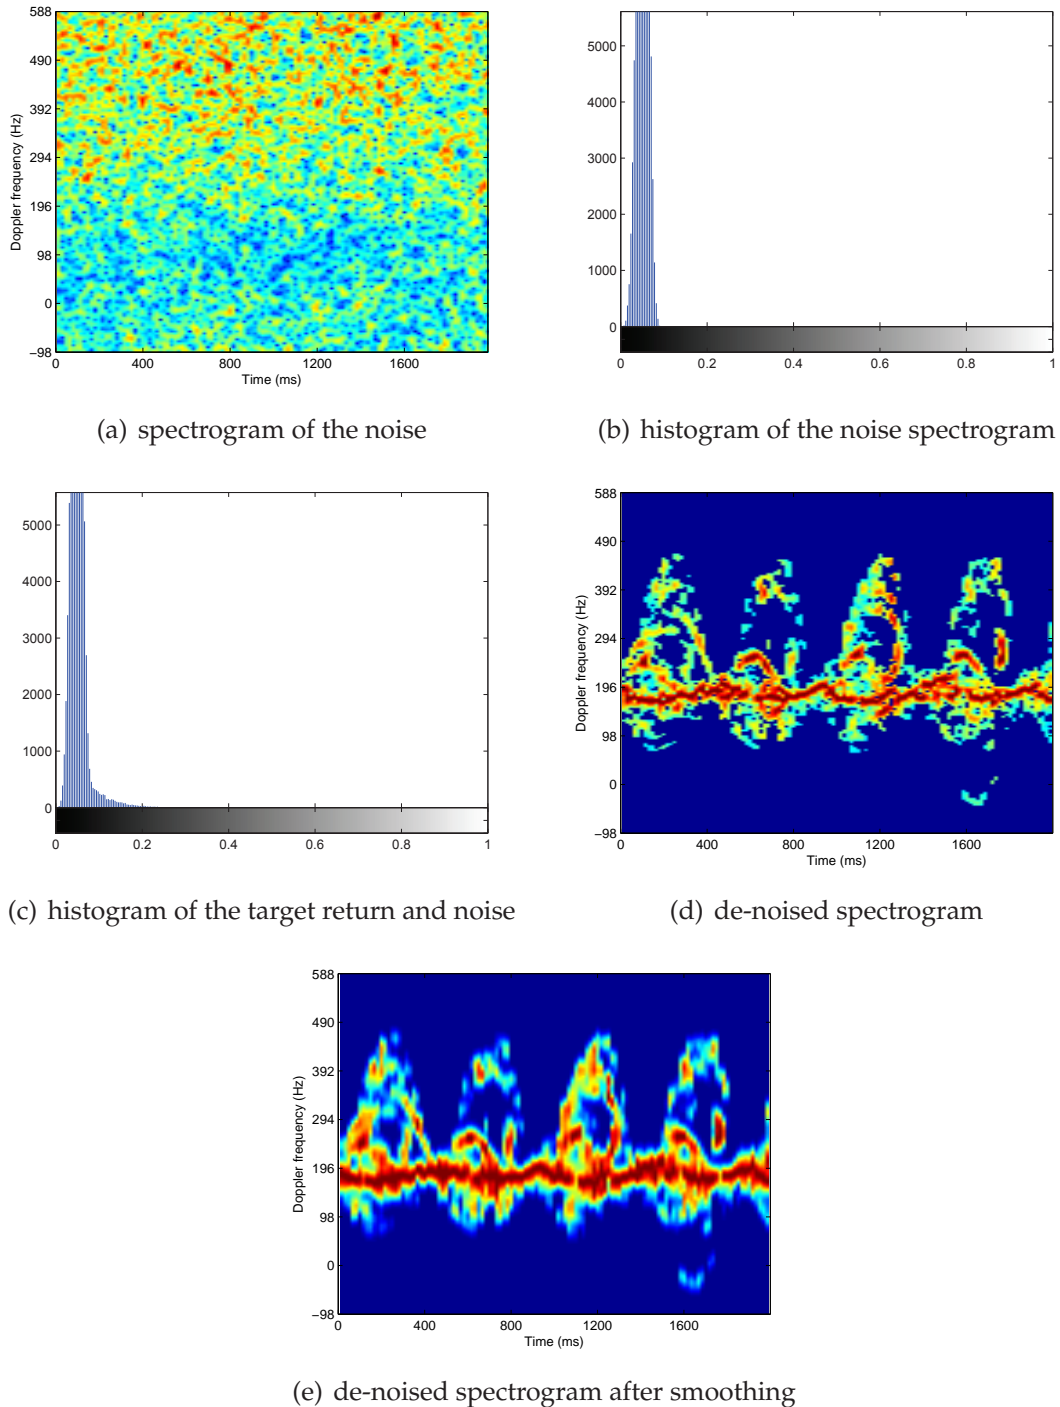 588
490
392
294
196
98
0
−98
Doppler frequency (Hz)
0 400 800 1200 1600
Time (ms)
(a) spectrogram of the noise
5000
4000
3000
2000
1000
0
0 0.2 0.4 0.6 0.8 1
(b) histogram of the noise spectrogram
5000
4000
3000
2000
1000
0
0 0.2 0.4 0.6 0.8 1
(c) histogram of the target return and noise
588
490
392
294
196
98
0
−98
Doppler frequency (Hz)
0 400 800 1200 1600
Time (ms)
(d) de-noised spectrogram
588
490
392
294
196
98
0
−98
Doppler frequency (Hz)
0 400 800 1200 1600
Time (ms)
(e) de-noised spectrogram after smoothing